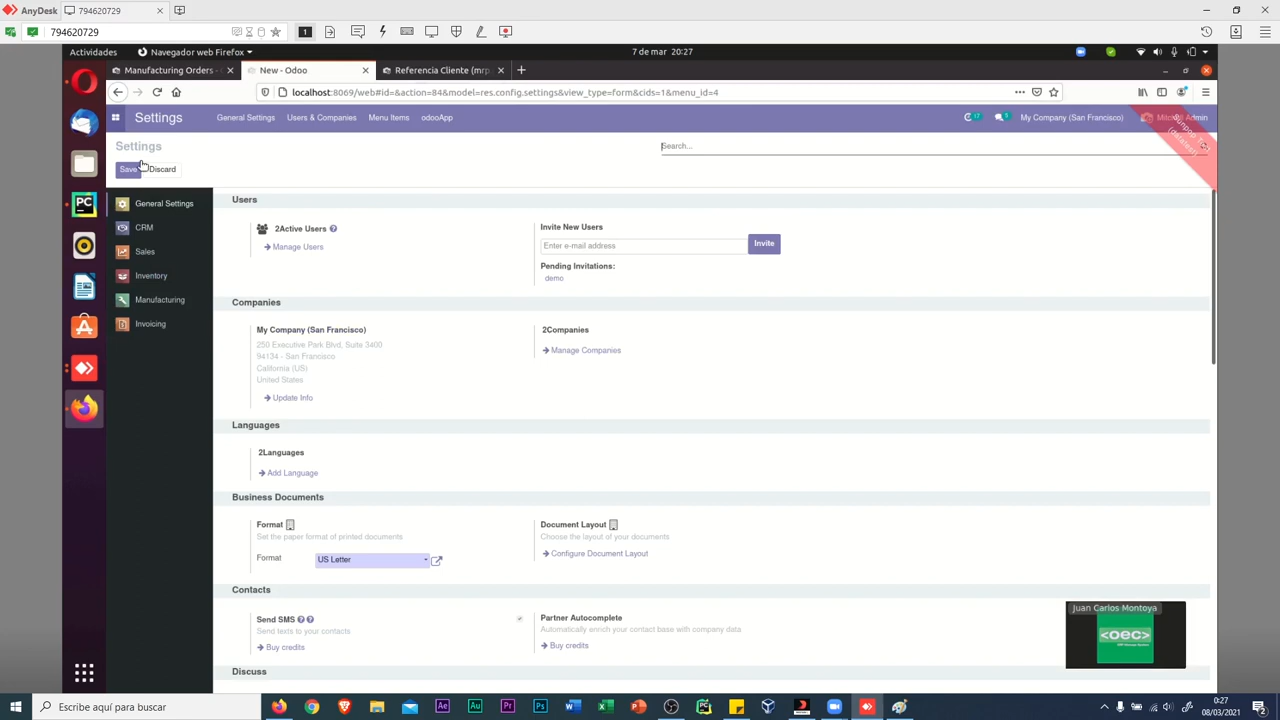 AnyDesk
794620729
794620729
1
Actividades
Navegador web Firefox
7 de mar 20:27
Manufacturing Orders -
New - Odoo
Referencia Cliente (mrp
localhost:8069/web#id=&action=84&model=res.config.settings&view_type=form&cids=1&menu_id=4
Settings
General Settings
Users & Companies
Menu Items
odooApp
17
5
My Company (San Francisco)
Admin
Settings
Search...
Save
Discard
General Settings
CRM
Sales
Inventory
Manufacturing
Invoicing
Users
2Active Users
Manage Users
Invite New Users
Enter e-mail address
Invite
Pending Invitations:
demo
Companies
My Company (San Francisco)
250 Executive Park Blvd, Suite 3400
94134 - San Francisco
California (US)
United States
Update Info
2Companies
Manage Companies
Languages
2Languages
Add Language
Business Documents
Format
Set the paper format of printed documents
Format
US Letter
Document Layout
Choose the layout of your documents
Configure Document Layout
Contacts
Send SMS
Send texts to your contacts
Buy credits
Partner Autocomplete
Automatically enrich your contact base with company data
Buy credits
Discuss
Juan Carlos Montoya
Escribe aquí para buscar
0:27
08/03/2021